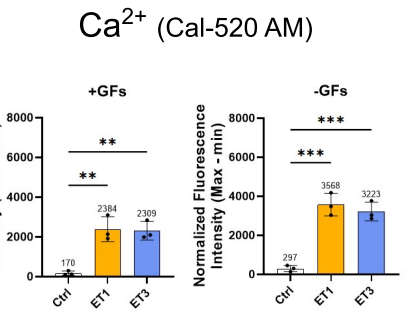 Ca2+ (Cal-520 AM)
+GFs
8000
6000
4000
2000
0
**
**
170
2384
2309
Ctrl
ET1
ET3
-GFs
Normalized Fluorescence
Intensity (Max - min)
8000
6000
4000
2000
0
***
***
297
3568
3223
Ctrl
ET1
ET3